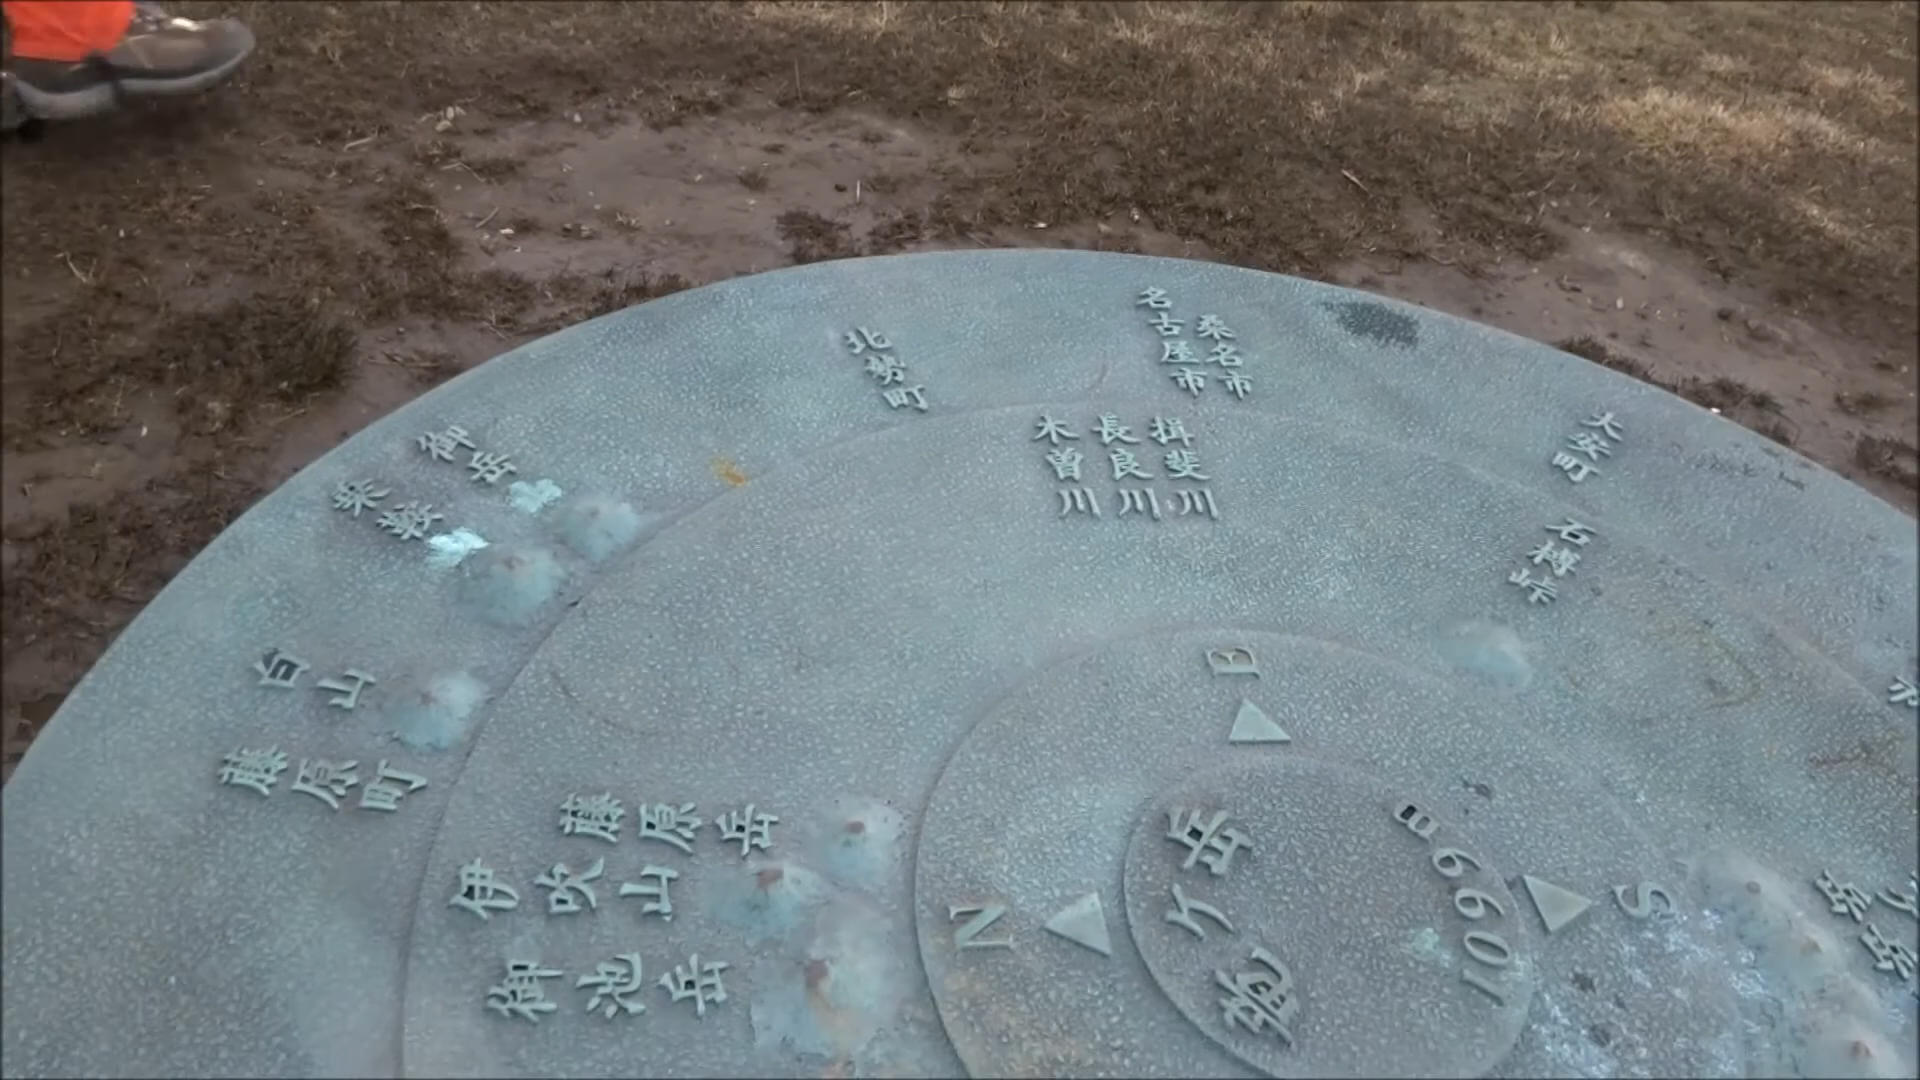 北勢町
名古屋市
桑名市
木曽川
長良川
揖斐川
大安町
石榑峠
御岳
乗鞍岳
白山
藤原町
藤原岳
伊吹山
御池岳
E
N
S
竜ヶ岳
1099m